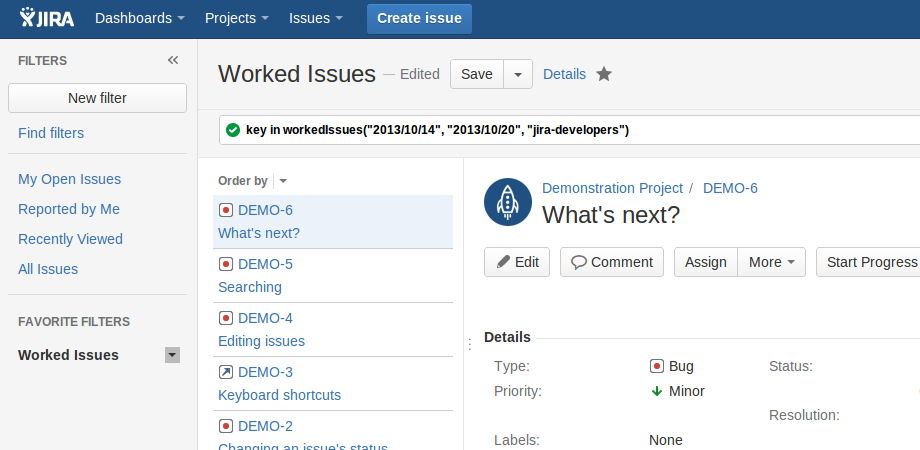 JIRA Dashboards Projects Issues Create issue
FILTERS
New filter
Find filters
My Open Issues
Reported by Me
Recently Viewed
All Issues
FAVORITE FILTERS
Worked Issues
Worked Issues — Edited Save Details
key in workedIssues("2013/10/14", "2013/10/20", "jira-developers")
Order by
DEMO-6
What's next?
DEMO-5
Searching
DEMO-4
Editing issues
DEMO-3
Keyboard shortcuts
DEMO-2
Changing an issue's status
Demonstration Project / DEMO-6
What's next?
Edit Comment Assign More Start Progress
Details
Type: Bug Status:
Priority: Minor
Resolution:
Labels: None